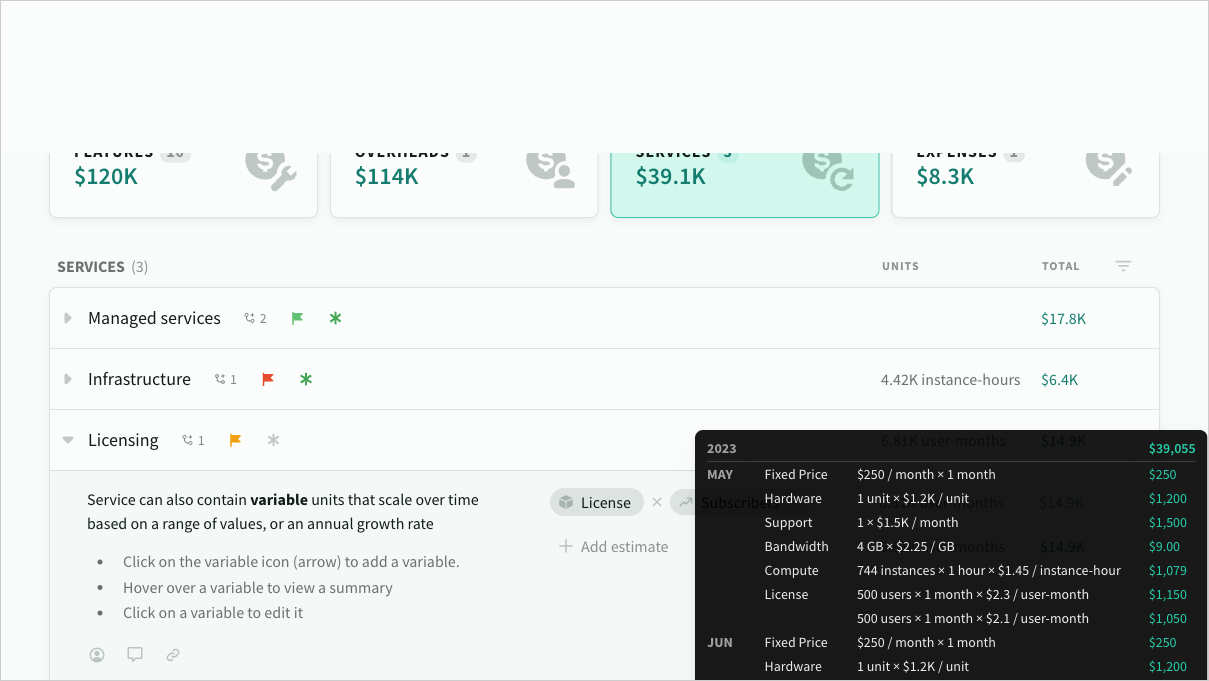 FEATURES 10
OVERHEADS 1
SERVICES 3
EXPENSES 1
$120K
$114K
$39.1K
$8.3K
SERVICES (3)
UNITS
TOTAL
Managed services
2
$17.8K
Infrastructure
1
4.42K instance-hours
$6.4K
Licensing
1
6.81K user-months
$14.9K
Service can also contain variable units that scale over time
based on a range of values, or an annual growth rate
Click on the variable icon (arrow) to add a variable.
Hover over a variable to view a summary
Click on a variable to edit it
License
Subscribers
$14.9K
Add estimate
$14.9K
2023 $39,055
MAY Fixed Price $250 / month × 1 month $250
Hardware 1 unit × $1.2K / unit $1,200
Support 1 × $1.5K / month $1,500
Bandwidth 4 GB × $2.25 / GB $9.00
Compute 744 instances × 1 hour × $1.45 / instance-hour $1,079
License 500 users × 1 month × $2.3 / user-month $1,150
500 users × 1 month × $2.1 / user-month $1,050
JUN Fixed Price $250 / month × 1 month $250
Hardware 1 unit × $1.2K / unit $1,200